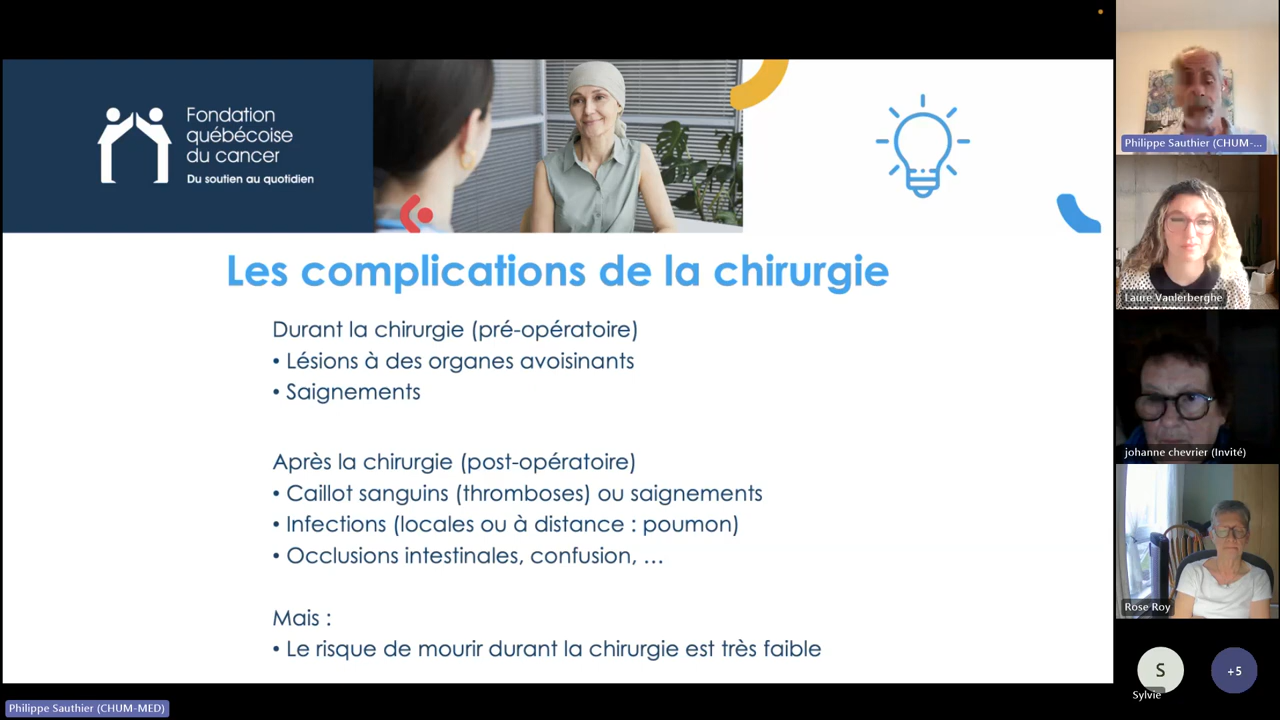 Fondation
québécoise
du cancer
Du soutien au quotidien
Les complications de la chirurgie
Durant la chirurgie (pré-opératoire)
• Lésions à des organes avoisinants
• Saignements
Après la chirurgie (post-opératoire)
• Caillot sanguins (thromboses) ou saignements
• Infections (locales ou à distance : poumon)
• Occlusions intestinales, confusion, …
Mais :
• Le risque de mourir durant la chirurgie est très faible
Philippe Sauthier (CHUM-MED)
Philippe Sauthier (CHUM-...
Laure Vanlerberghe
johanne chevrier (Invité)
Rose Roy
S
Sylvie
+5